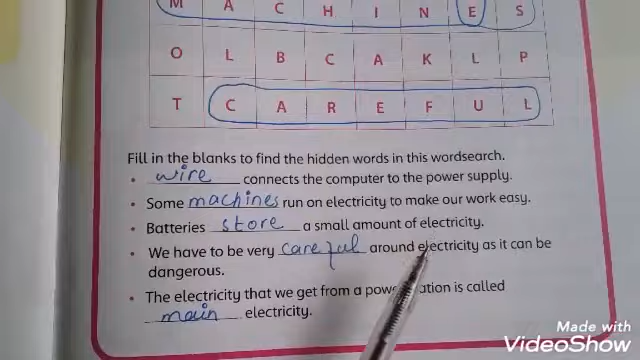 M A C H I N E S
O L B C A K L P
T C A R E F U L
Fill in the blanks to find the hidden words in this wordsearch.
• wire connects the computer to the power supply.
• Some machines run on electricity to make our work easy.
• Batteries store a small amount of electricity.
• We have to be very careful around electricity as it can be
dangerous.
• The electricity that we get from a ation is called
main electricity.
Made with
VideoShow